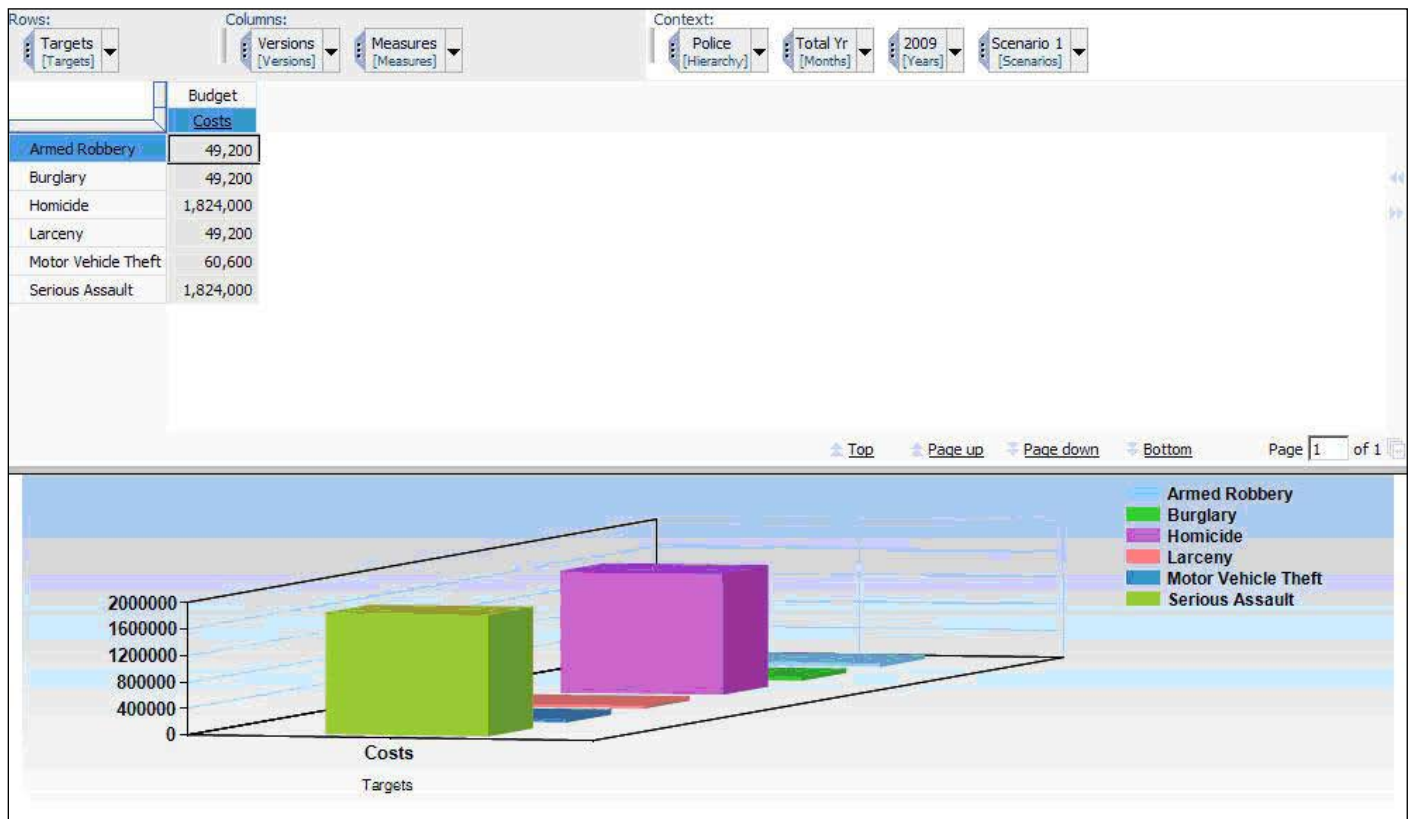 Rows: Columns: Context:
Targets Versions Measures Police Total Yr 2009 Scenario 1
[Targets] [Versions] [Measures] [Hierarchy] [Months] [Years] [Scenarios]
Budget
Costs
Armed Robbery 49,200
Burglary 49,200
Homicide 1,824,000
Larceny 49,200
Motor Vehicle Theft 60,600
Serious Assault 1,824,000
Top Page up Page down Bottom Page 1 of 1
Armed Robbery
Burglary
Homicide
Larceny
Motor Vehicle Theft
Serious Assault
2000000
1600000
1200000
800000
400000
0
Costs
Targets